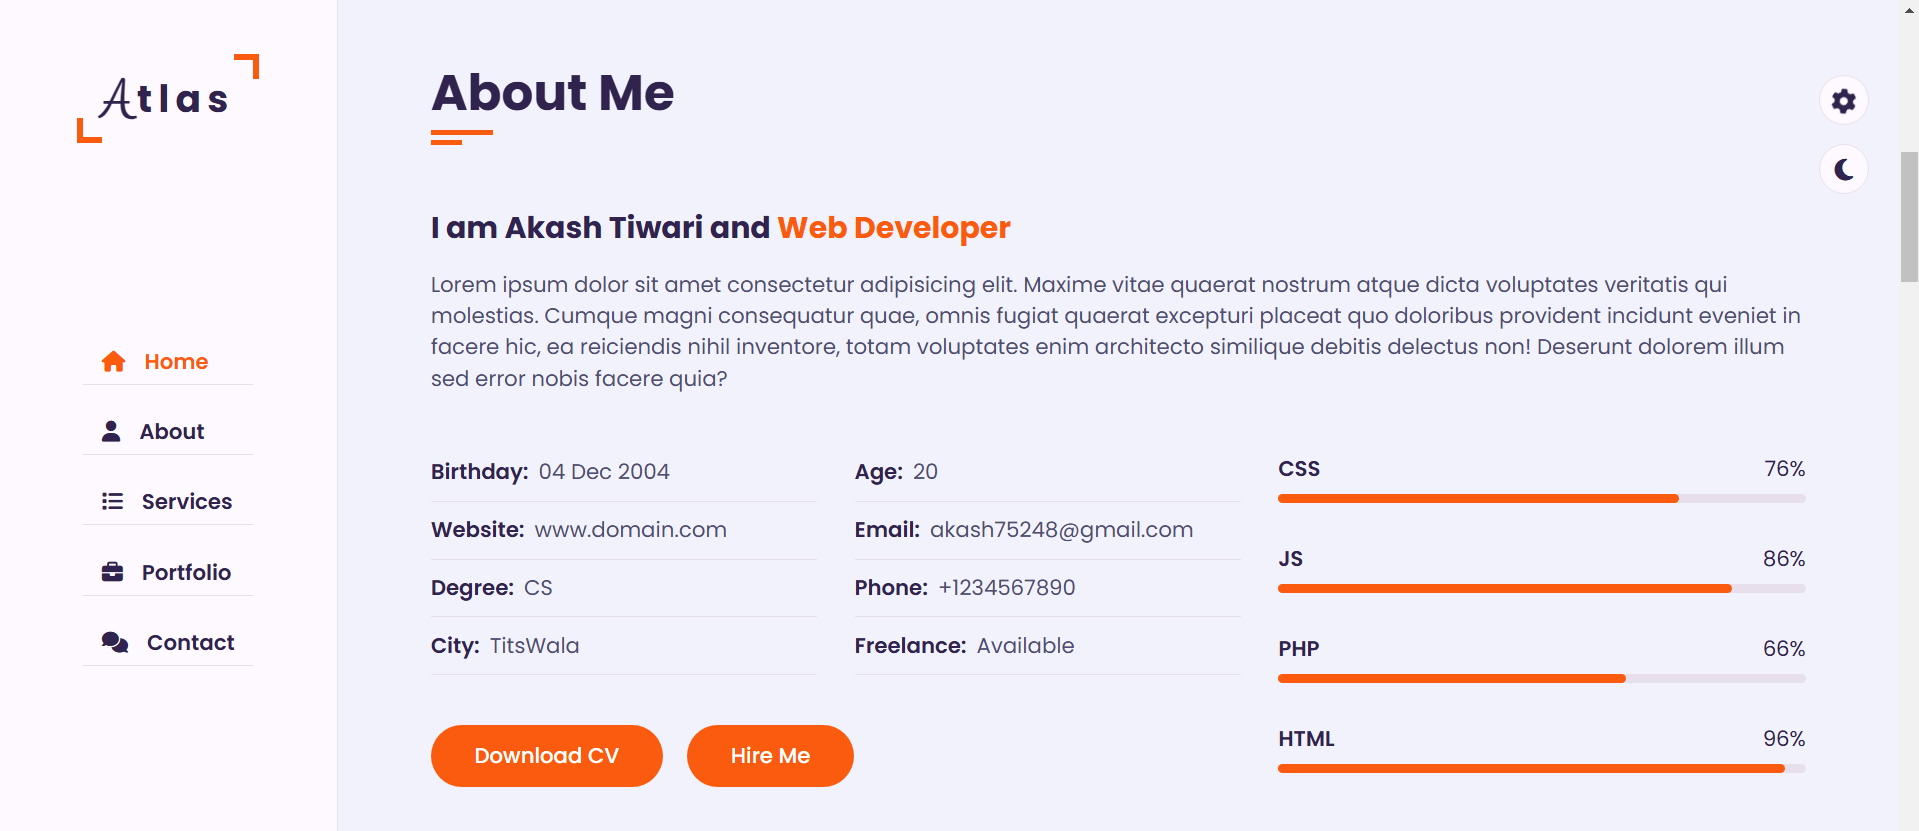 Atlas
Home
About
Services
Portfolio
Contact
About Me
I am Akash Tiwari and Web Developer
Lorem ipsum dolor sit amet consectetur adipisicing elit. Maxime vitae quaerat nostrum atque dicta voluptates veritatis qui
molestias. Cumque magni consequatur quae, omnis fugiat quaerat excepturi placeat quo doloribus provident incidunt eveniet in
facere hic, ea reiciendis nihil inventore, totam voluptates enim architecto similique debitis delectus non! Deserunt dolorem illum
sed error nobis facere quia?
Birthday: 04 Dec 2004
Website: www.domain.com
Degree: CS
City: TitsWala
Age: 20
Email: akash75248@gmail.com
Phone: +1234567890
Freelance: Available
CSS 76%
JS 86%
PHP 66%
HTML 96%
Download CV
Hire Me